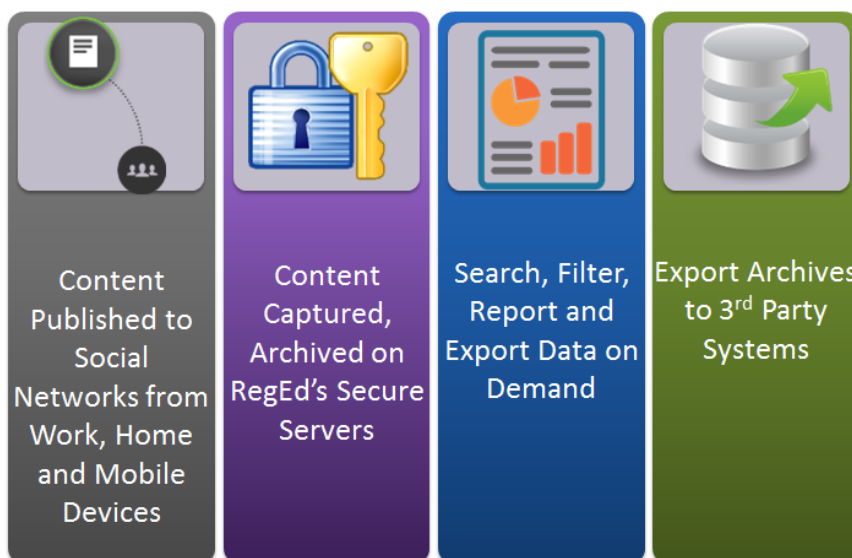 Content
Published to
Social
Networks from
Work, Home
and Mobile
Devices
Content
Captured,
Archived on
RegEd's Secure
Servers
Search, Filter,
Report and
Export Data on
Demand
Export Archives
to 3rd Party
Systems